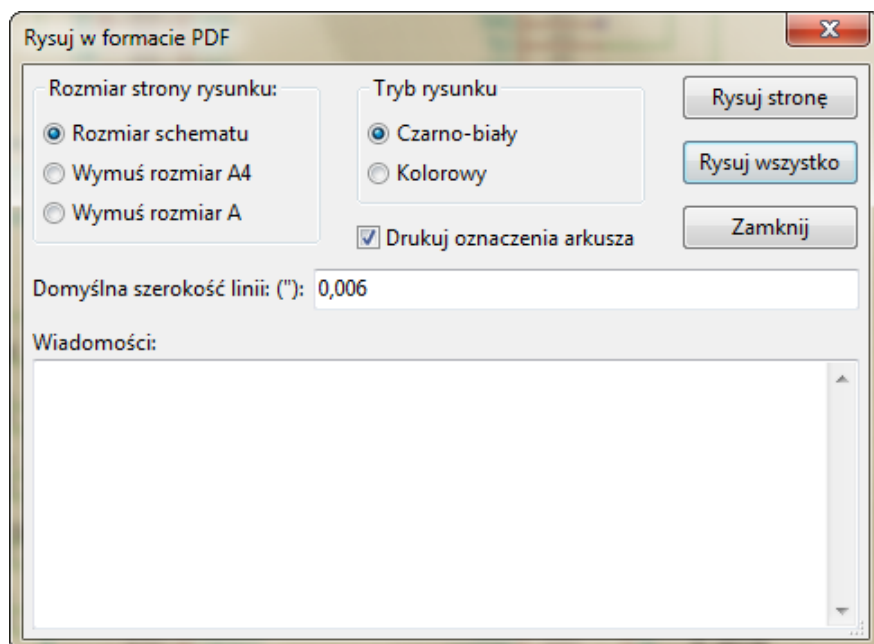 Rysuj w formacie PDF
Rozmiar strony rysunku:
Rozmiar schematu
Wymuś rozmiar A4
Wymuś rozmiar A
Tryb rysunku
Czarno-biały
Kolorowy
Drukuj oznaczenia arkusza
Rysuj stronę
Rysuj wszystko
Zamknij
Domyślna szerokość linii: ("): 0,006
Wiadomości: